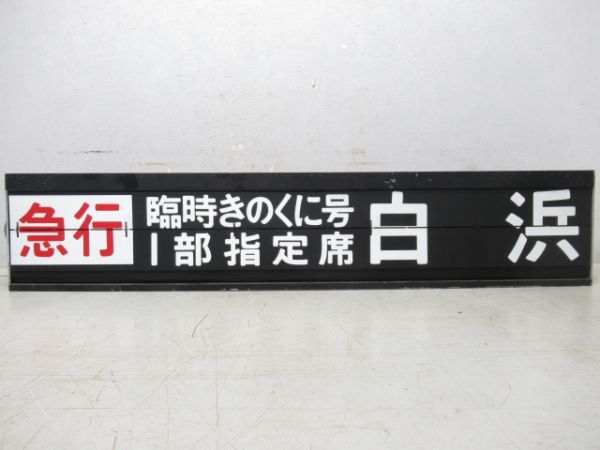 急行
臨時きのくに号
1部指定席
白浜